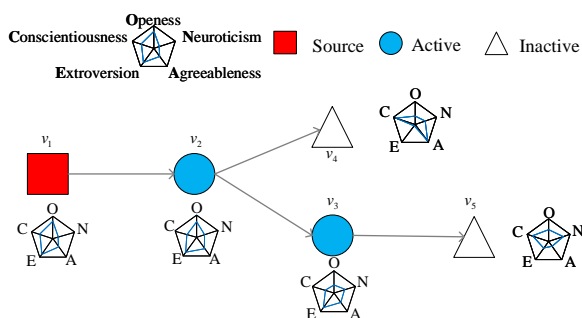 Openess
Conscientiousness Neuroticism
Extroversion Agreeableness
Source Active Inactive
v1 v2 v4
O C N E A
O C N E A
O C N E A
v3 v5
O C N E A
O C N E A